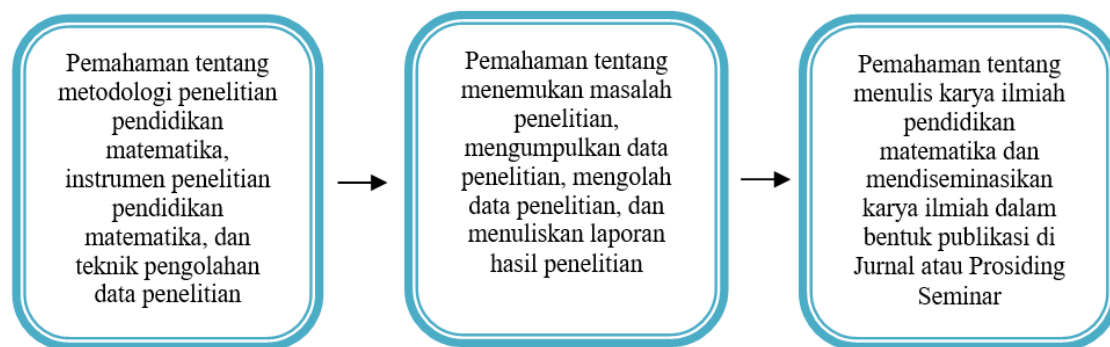 Pemahaman tentang
metodologi penelitian
pendidikan
matematika,
instrumen penelitian
pendidikan
matematika, dan
teknik pengolahan
data penelitian
Pemahaman tentang
menemukan masalah
penelitian,
mengumpulkan data
penelitian, mengolah
data penelitian, dan
menuliskan laporan
hasil penelitian
Pemahaman tentang
menulis karya ilmiah
pendidikan
matematika dan
mendiseminasikan
karya ilmiah dalam
bentuk publikasi di
Jurnal atau Prosiding
Seminar